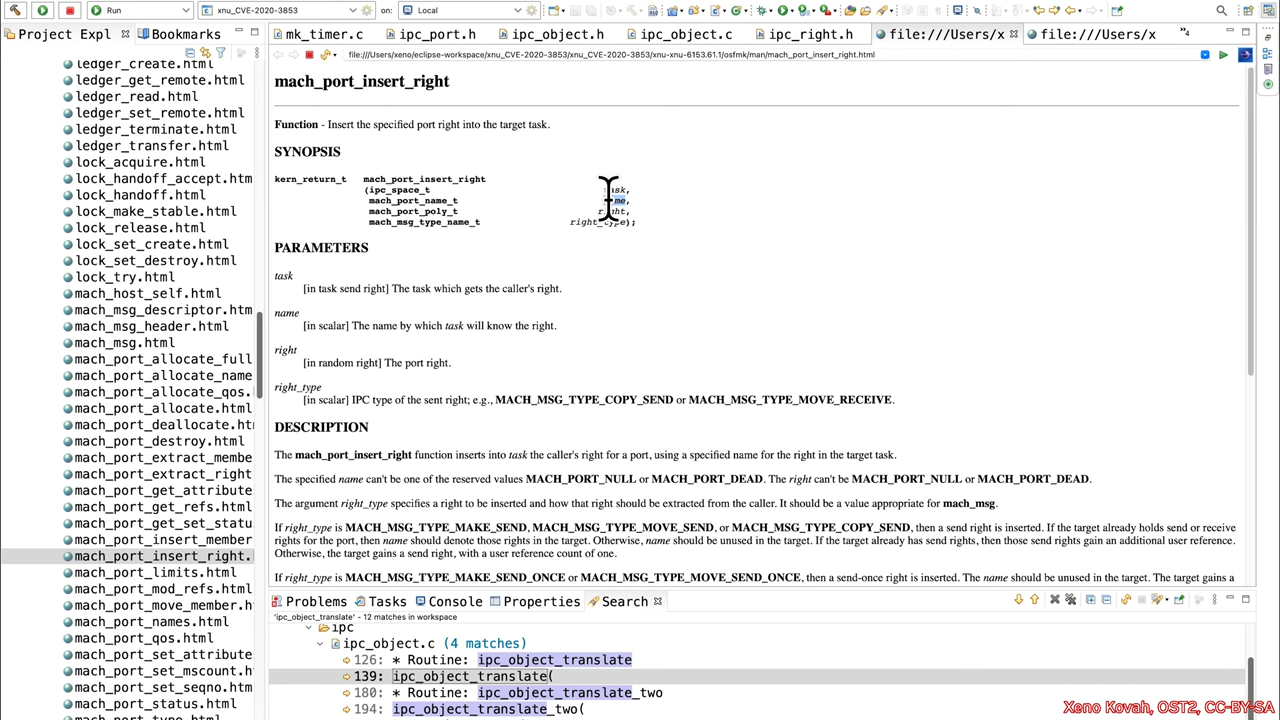 Run
xnu_CVE-2020-3853
on:
Local
Project Expl
Bookmarks
mk_timer.c
ipc_port.h
ipc_object.h
ipc_object.c
ipc_right.h
file:///Users/x
file:///Users/x
4
file:///Users/xeno/eclipse-workspace/xnu_CVE-2020-3853/xnu_CVE-2020-3853/xnu-xnu-6153.61.1/osfmk/man/mach_port_insert_right.html
ledger_create.html
ledger_get_remote.html
ledger_read.html
ledger_set_remote.html
ledger_terminate.html
ledger_transfer.html
lock_acquire.html
lock_handoff_accept.htm
lock_handoff.html
lock_make_stable.html
lock_release.html
lock_set_create.html
lock_set_destroy.html
lock_try.html
mach_host_self.html
mach_msg_descriptor.htm
mach_msg_header.html
mach_msg.html
mach_port_allocate_full
mach_port_allocate_name
mach_port_allocate_qos.
mach_port_allocate.html
mach_port_deallocate.html
mach_port_destroy.html
mach_port_extract_membe
mach_port_extract_right
mach_port_get_attribute
mach_port_get_refs.html
mach_port_get_set_statu
mach_port_insert_member
mach_port_insert_right.
mach_port_limits.html
mach_port_mod_refs.html
mach_port_move_member.h
mach_port_names.html
mach_port_qos.html
mach_port_set_attribute
mach_port_set_mscount.h
mach_port_set_seqno.htm
mach_port_status.html
mach_port_type.html
mach_port_insert_right
Function - Insert the specified port right into the target task.
SYNOPSIS
kern_return_t mach_port_insert_right
(ipc_space_t task,
mach_port_name_t name,
mach_port_poly_t right,
mach_msg_type_name_t right_type);
PARAMETERS
task
[in task send right] The task which gets the caller's right.
name
[in scalar] The name by which task will know the right.
right
[in random right] The port right.
right_type
[in scalar] IPC type of the sent right; e.g., MACH_MSG_TYPE_COPY_SEND or MACH_MSG_TYPE_MOVE_RECEIVE.
DESCRIPTION
The mach_port_insert_right function inserts into task the caller's right for a port, using a specified name for the right in the target task.
The specified name can't be one of the reserved values MACH_PORT_NULL or MACH_PORT_DEAD. The right can't be MACH_PORT_NULL or MACH_PORT_DEAD.
The argument right_type specifies a right to be inserted and how that right should be extracted from the caller. It should be a value appropriate for mach_msg.
If right_type is MACH_MSG_TYPE_MAKE_SEND, MACH_MSG_TYPE_MOVE_SEND, or MACH_MSG_TYPE_COPY_SEND, then a send right is inserted. If the target already holds send or receive
rights for the port, then name should denote those rights in the target. Otherwise, name should be unused in the target. If the target already has send rights, then those send rights gain an additional user reference.
Otherwise, the target gains a send right, with a user reference count of one.
If right_type is MACH_MSG_TYPE_MAKE_SEND_ONCE or MACH_MSG_TYPE_MOVE_SEND_ONCE, then a send-once right is inserted. The name should be unused in the target. The target gains a
Problems
Tasks
Console
Properties
Search
'ipc_object_translate' - 12 matches in workspace
ipc
ipc_object.c (4 matches)
126: * Routine: ipc_object_translate
139: ipc_object_translate(
180: * Routine: ipc_object_translate_two
194: ipc_object_translate_two(
Xeno Kovah, OST2, CC-BY-SA